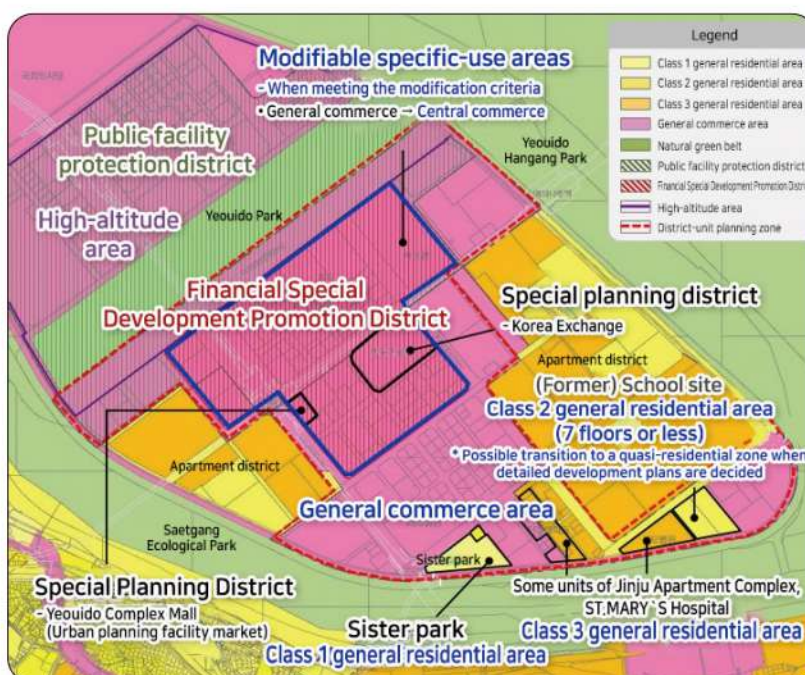 Modifiable specific-use areas
- When meeting the modification criteria
• General commerce → Central commerce
Legend
Class 1 general residential area
Class 2 general residential area
Class 3 general residential area
General commerce area
Natural green belt
Public facility protection district
Financial Special Development Promotion Distri
High-altitude area
District-unit planning zone
Public facility
protection district
Yeouido
Hangang Park
Yeouido Park
High-altitude
area
Financial Special
Development Promotion District
Special planning district
- Korea Exchange
Apartment district
(Former) School site
Class 2 general residential area
(7 floors or less)
* Possible transition to a quasi-residential zone when
detailed development plans are decided
Apartment district
General commerce area
Saetgang
Ecological Park
Sister park
Special Planning District
- Yeouido Complex Mall
(Urban planning facility market)
Sister park
Class 1 general residential area
Some units of Jinju Apartment Complex,
ST.MARY`S Hospital
Class 3 general residential area